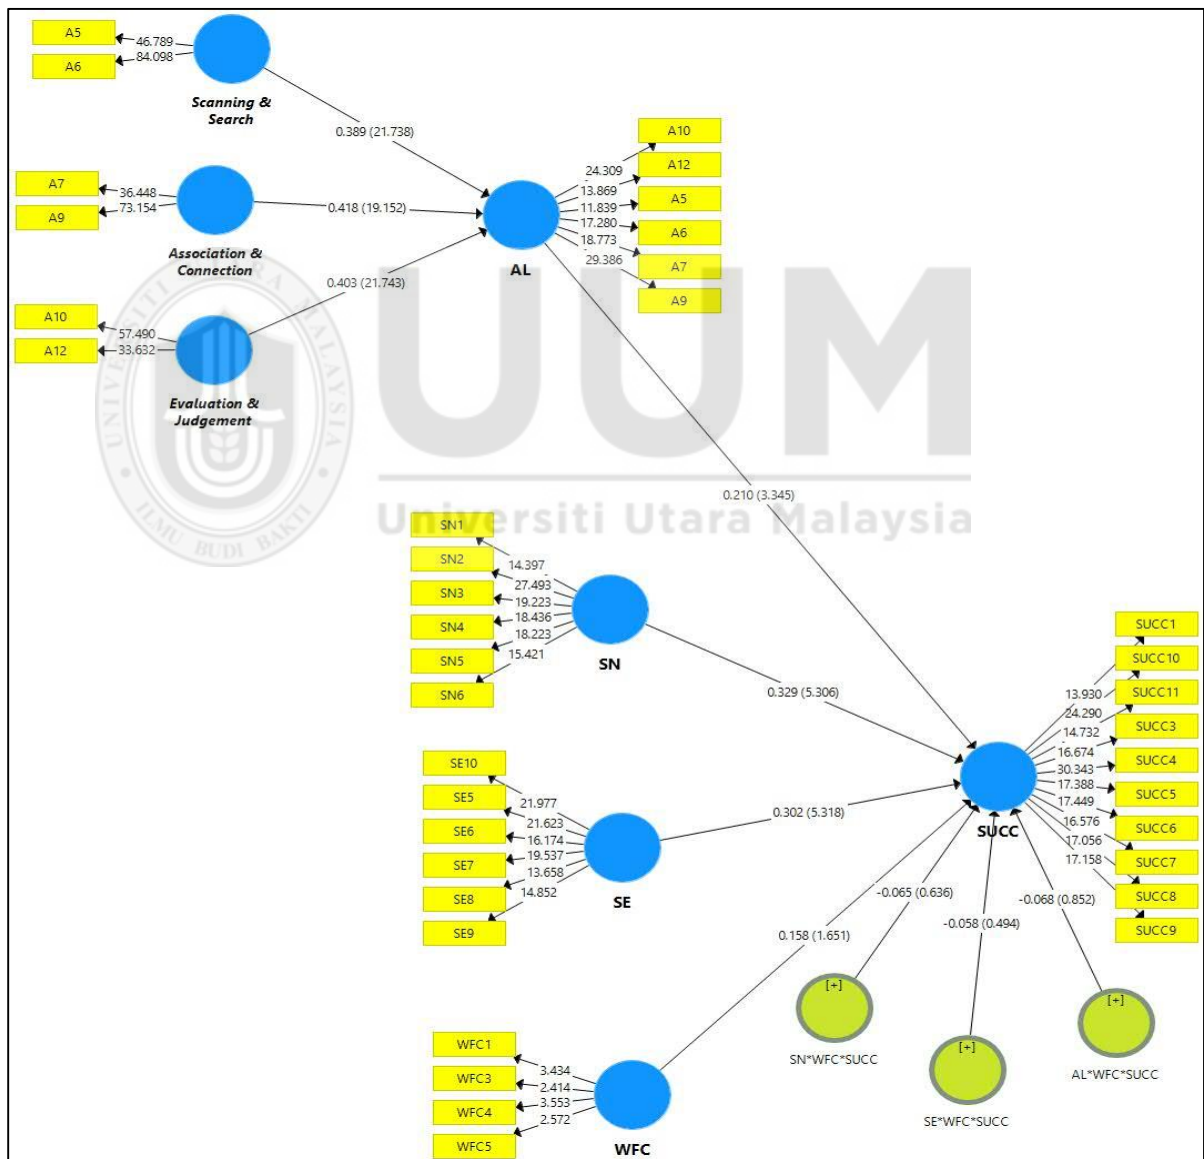 A5
46.789
84.098
A6
Scanning &
Search
0.389 (21.738)
A7
36.448
73.154
A9
Association &
Connection
0.418 (19.152)
A10
57.490
33.632
A12
Evaluation &
Judgement
0.403 (21.743)
AL
24.309
13.869
11.839
17.280
18.773
29.386
A10
A12
A5
A6
A7
A9
0.210 (3.345)
UNIVERSITI UTARA MALAYSIA
ILMU BUDI BAKTI
UUM
Universiti Utara Malaysia
SN1
SN2
SN3
SN4
SN5
SN6
14.397
27.493
19.223
18.436
18.223
15.421
SN
0.329 (5.306)
SE10
SE5
SE6
SE7
SE8
SE9
21.977
21.623
16.174
19.537
13.658
14.852
SE
0.302 (5.318)
SUCC
13.930
24.290
14.732
16.674
30.343
17.388
17.449
16.576
17.056
17.158
SUCC1
SUCC10
SUCC11
SUCC3
SUCC4
SUCC5
SUCC6
SUCC7
SUCC8
SUCC9
WFC1
WFC3
WFC4
WFC5
3.434
2.414
3.553
2.572
WFC
0.158 (1.651)
-0.065 (0.636)
-0.058 (0.494)
-0.068 (0.852)
[+]
SN*WFC*SUCC
[+]
SE*WFC*SUCC
[+]
AL*WFC*SUCC